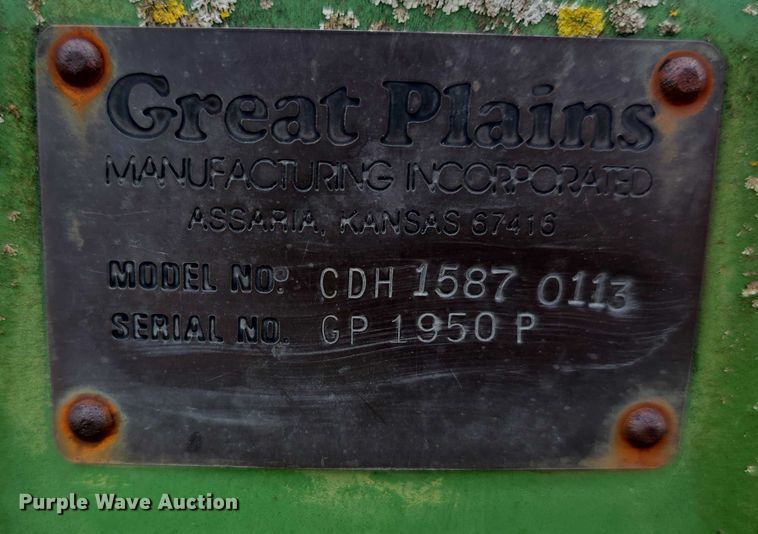 Great Plains
MANUFACTURING INCORPORATED
ASSARIA, KANSAS 67416
MODEL NO: CDH 1587 0113
SERIAL NO. GP 1950 P
Purple Wave Auction